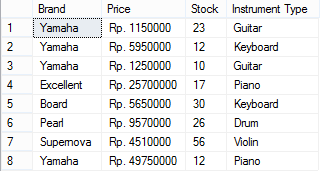 Brand Price Stock Instrument Type
1 Yamaha Rp. 1150000 23 Guitar
2 Yamaha Rp. 5950000 12 Keyboard
3 Yamaha Rp. 1250000 10 Guitar
4 Excellent Rp. 25700000 17 Piano
5 Board Rp. 5650000 30 Keyboard
6 Pearl Rp. 9570000 26 Drum
7 Supernova Rp. 4510000 56 Violin
8 Yamaha Rp. 49750000 12 Piano